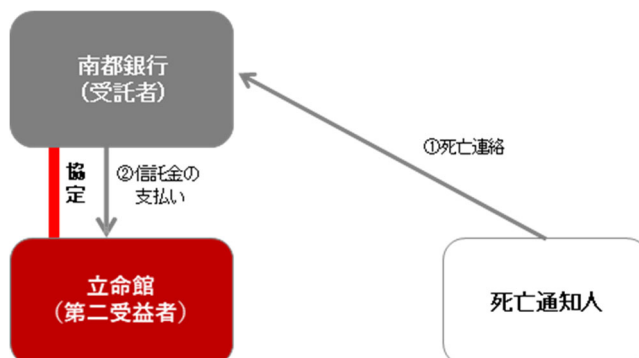 南都銀行
(受託者)
①死亡連絡
協
定
②信託金の
支払い
立命館
(第二受益者)
死亡通知人